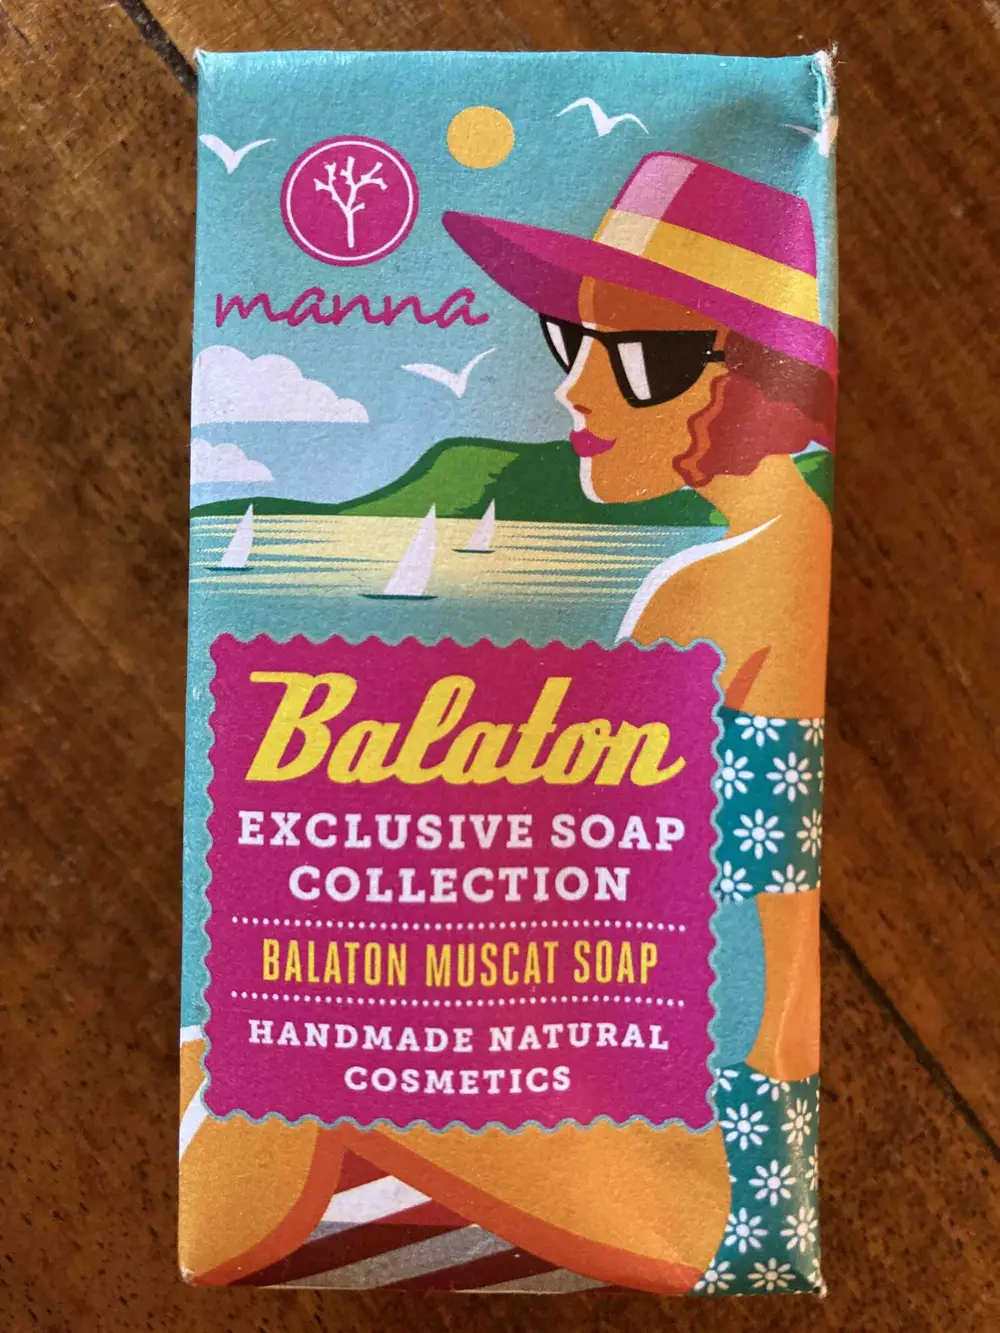 manna
Balaton
EXCLUSIVE SOAP
COLLECTION
BALATON MUSCAT SOAP
HANDMADE NATURAL
COSMETICS